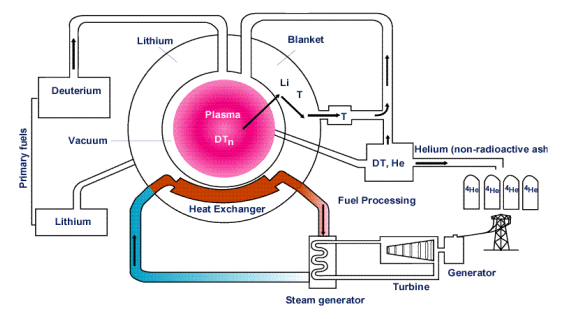 Lithium
Blanket
Deuterium
Li
T
Plasma
DTn
T
Primary fuels
Vacuum
Helium (non-radioactive ash
DT, He
4He
4He
4He
4He
Lithium
Heat Exchanger
Fuel Processing
Steam generator
Turbine
Generator